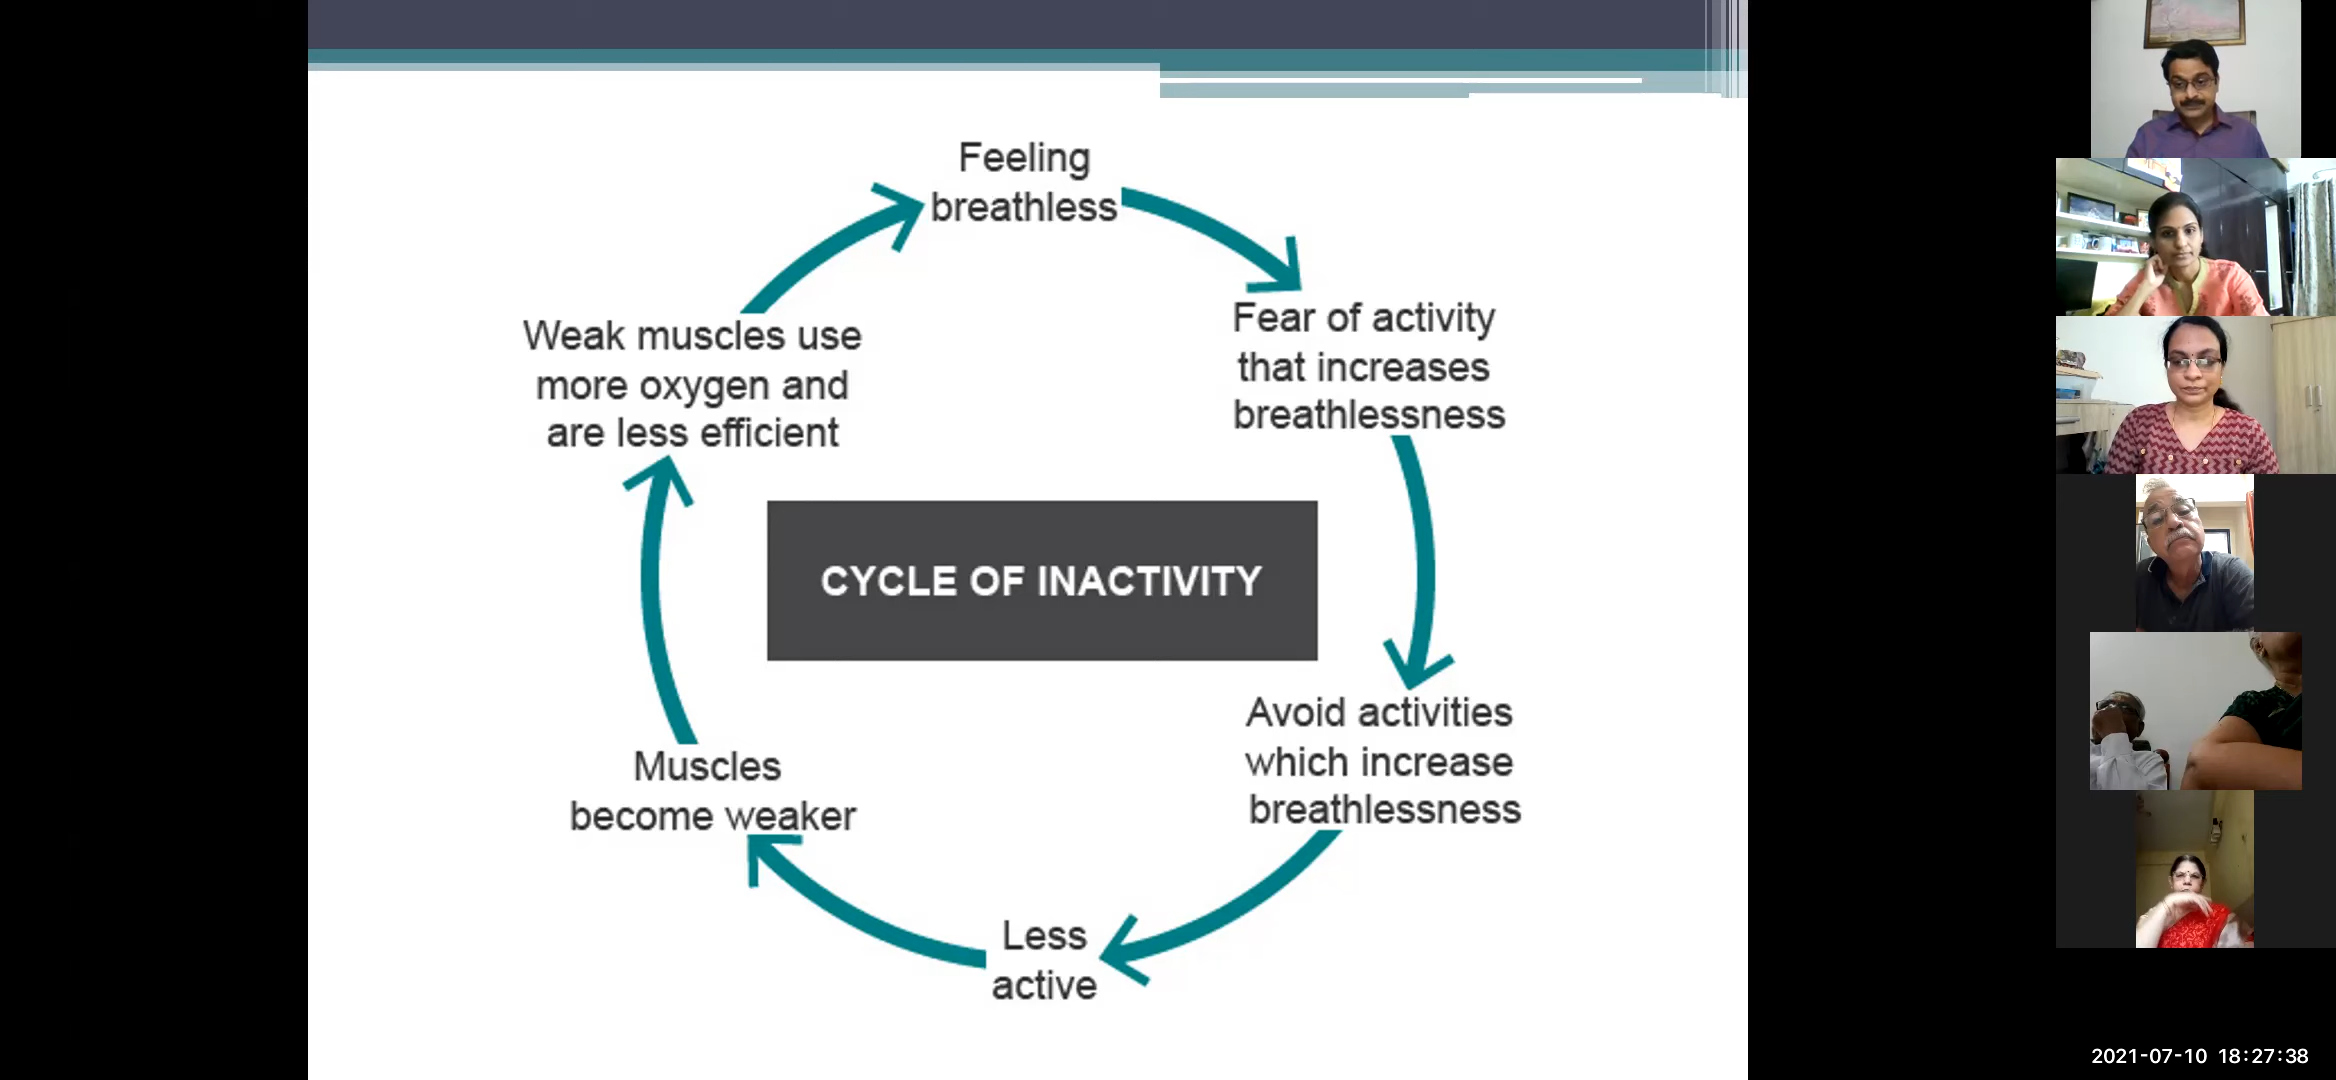 Feeling
breathless
Fear of activity
that increases
breathlessness
Avoid activities
which increase
breathlessness
Less
active
Muscles
become weaker
Weak muscles use
more oxygen and
are less efficient
CYCLE OF INACTIVITY
2021-07-10 18:27:38